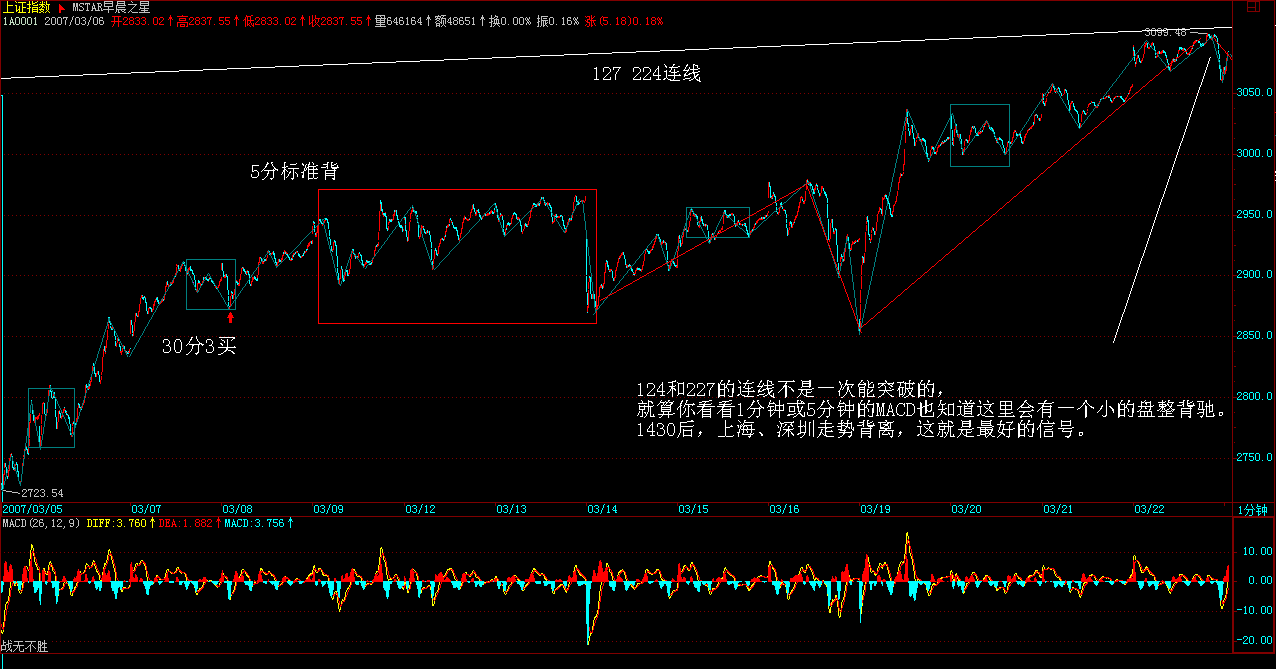 上证指数 MSTAR早晨之星
1A0001 2007/03/06 开2833.02↑高2837.55↑低2833.02↑收2837.55↑量646164↑额48651↑换0.00% 振0.16% 涨(5.18)0.18%
3099.48
127 224连线
3050.0
3000.0
5分标准背
2950.0
2900.0
2850.0
30分3买
124和227的连线不是一次能突破的，
就算你看看1分钟或5分钟的MACD也知道这里会有一个小的盘整背驰。
1430后，上海、深圳走势背离，这就是最好的信号。
2800.0
2750.0
2723.54
2007/03/05 03/07 03/08 03/09 03/12 03/13 03/14 03/15 03/16 03/19 03/20 03/21 03/22 1分钟
MACD(26,12,9) DIFF:3.760↑DEA:1.882↑MACD:3.756↑
10.00
0.00
-10.00
-20.00
战无不胜